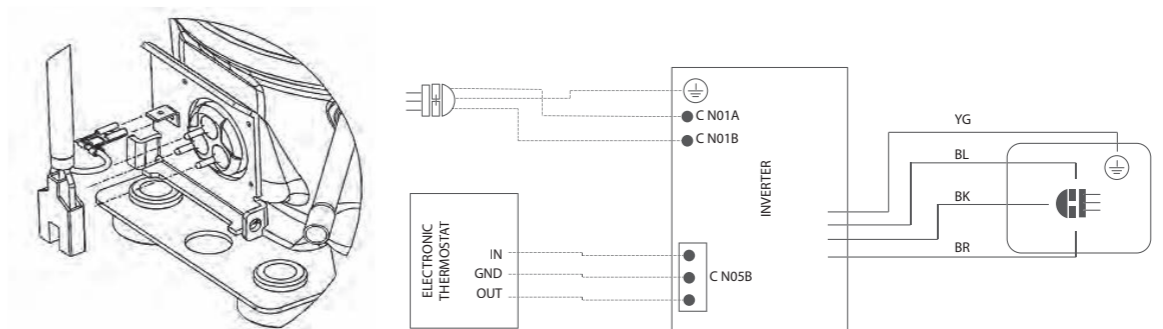 C N01A
C N01B
ELECTRONIC
THERMOSTAT
IN
GND
OUT
C N05B
INVERTER
YG
BL
BK
BR